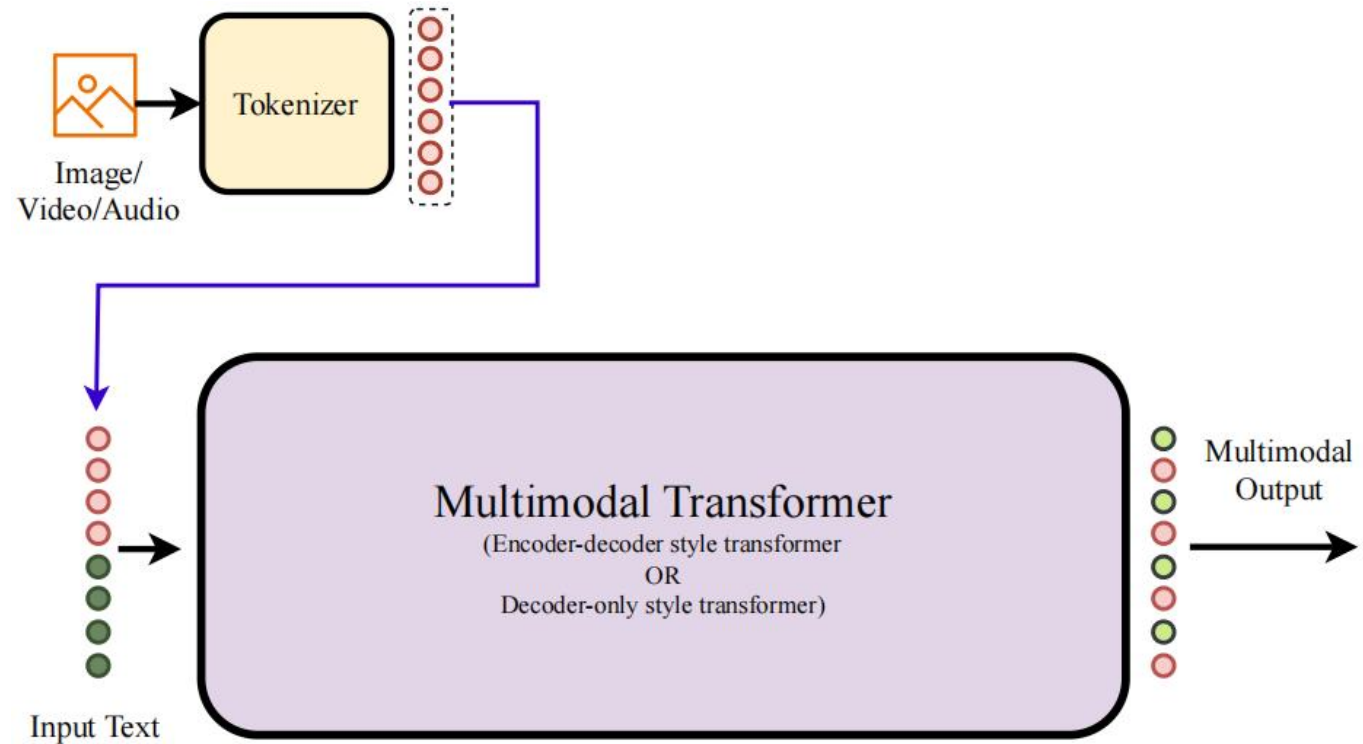 Tokenizer
Image/
Video/Audio
Multimodal Transformer
(Encoder-decoder style transformer
OR
Decoder-only style transformer)
Multimodal
Output
Input Text